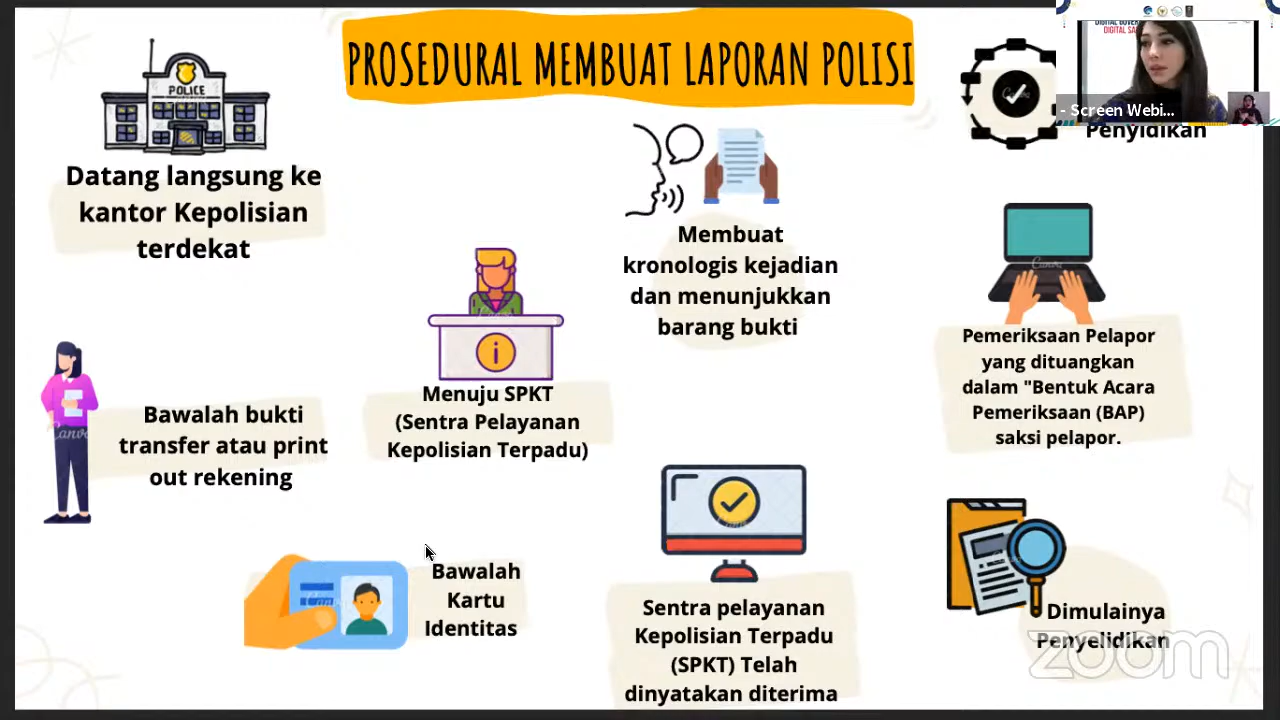 PROSEDURAL MEMBUAT LAPORAN POLISI
POLICE
Datang langsung ke
kantor Kepolisian
terdekat
Bawalah bukti
transfer atau print
out rekening
Bawalah
Kartu
Identitas
Menuju SPKT
(Sentra Pelayanan
Kepolisian Terpadu)
Membuat
kronologis kejadian
dan menunjukkan
barang bukti
Sentra pelayanan
Kepolisian Terpadu
(SPKT) Telah
dinyatakan diterima
DIGITAL SA
- Screen Webi...
Penyidikan
Pemeriksaan Pelapor
yang dituangkan
dalam "Bentuk Acara
Pemeriksaan (BAP)
saksi pelapor.
Dimulainya
Penyelidikan
zoom
Canva